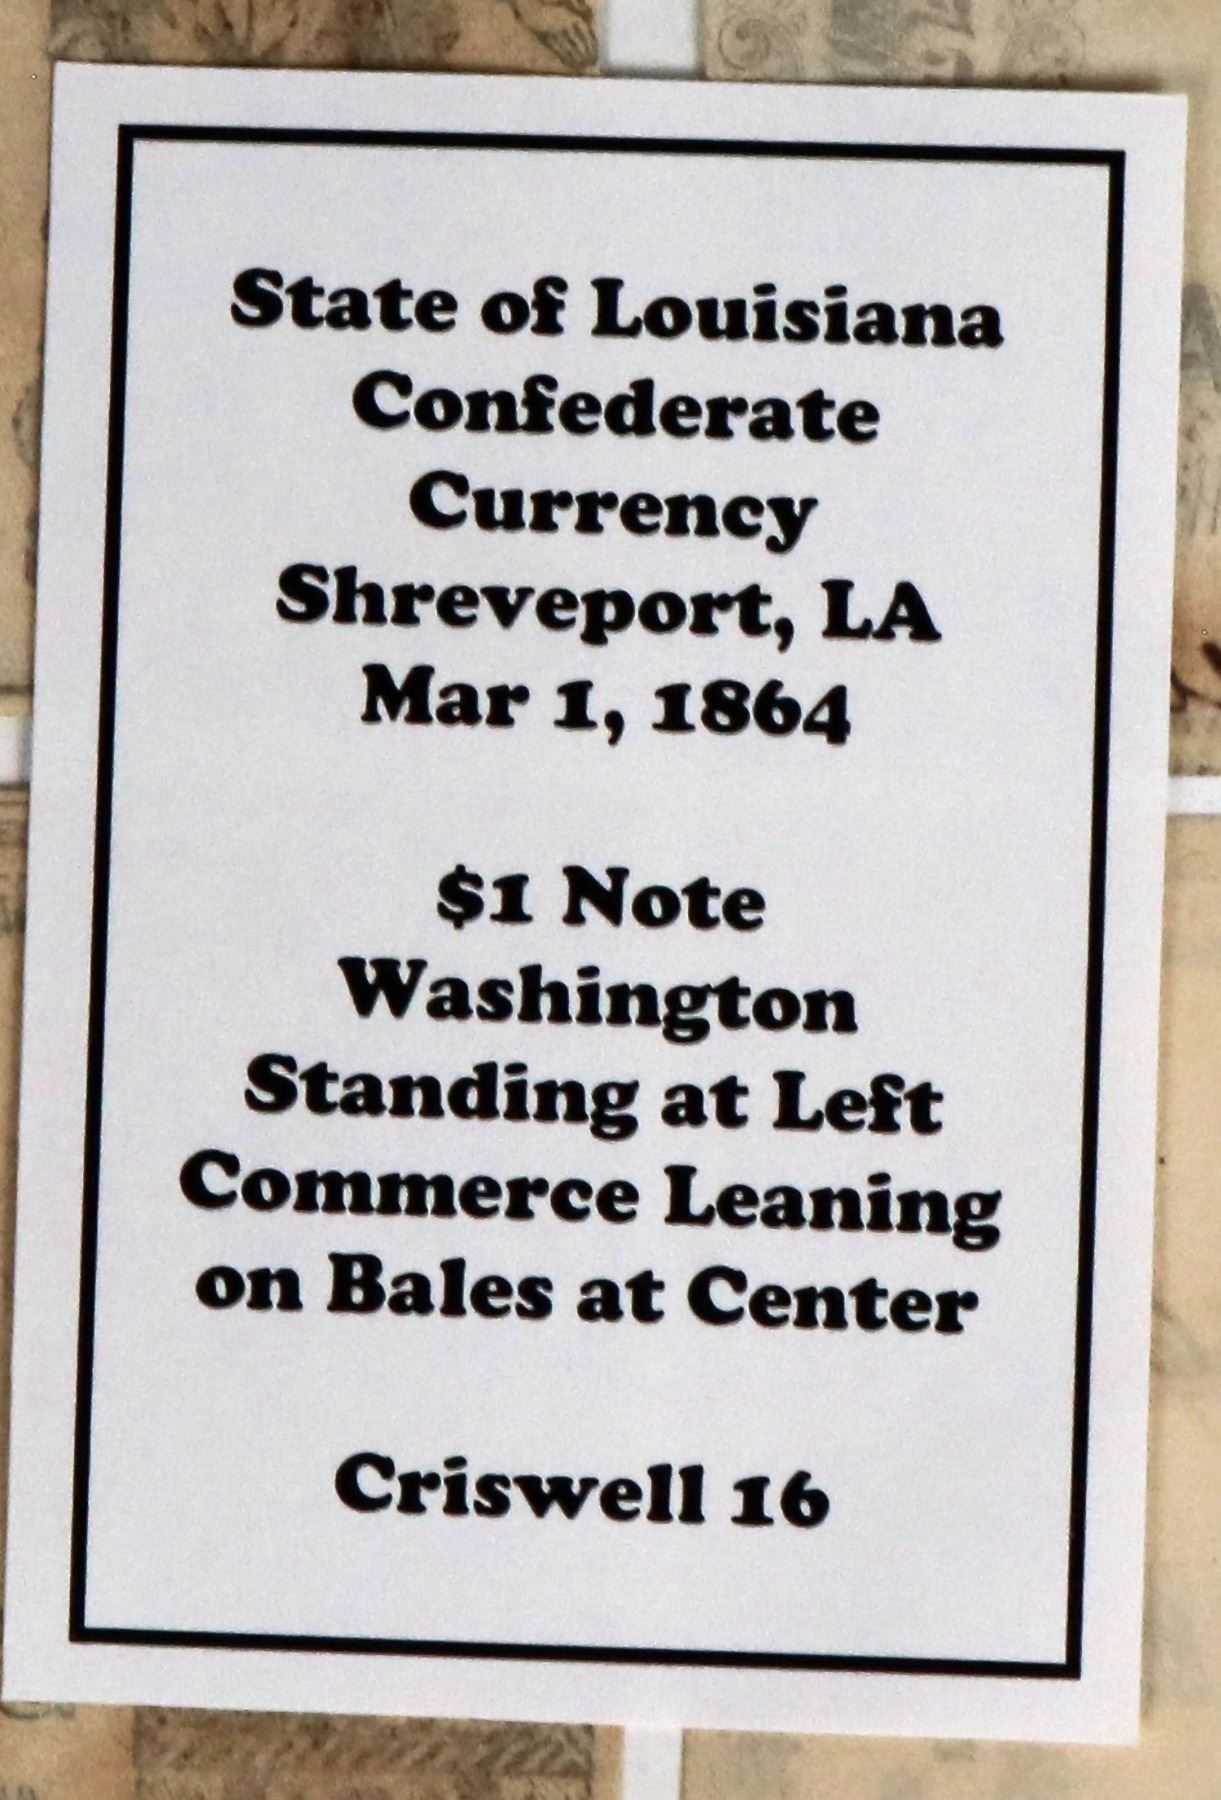 State of Louisiana
Confederate
Currency
Shreveport, LA
Mar 1, 1864
$1 Note
Washington
Standing at Left
Commerce Leaning
on Bales at Center
Criswell 16